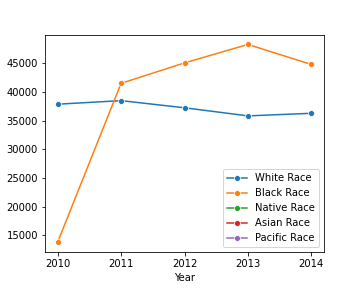 45000
40000
35000
30000
25000
20000
15000
2010 2011 2012 2013 2014
Year
White Race
Black Race
Native Race
Asian Race
Pacific Race